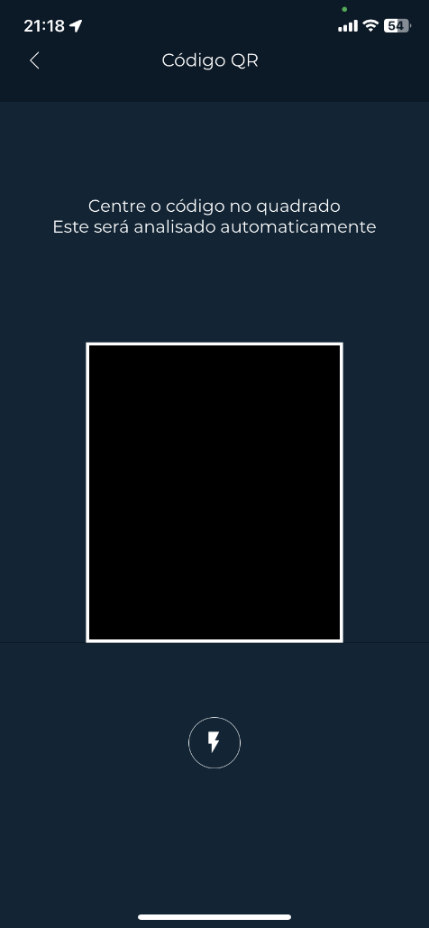 21:18
54
Código QR
Centre o código no quadrado
Este será analisado automaticamente